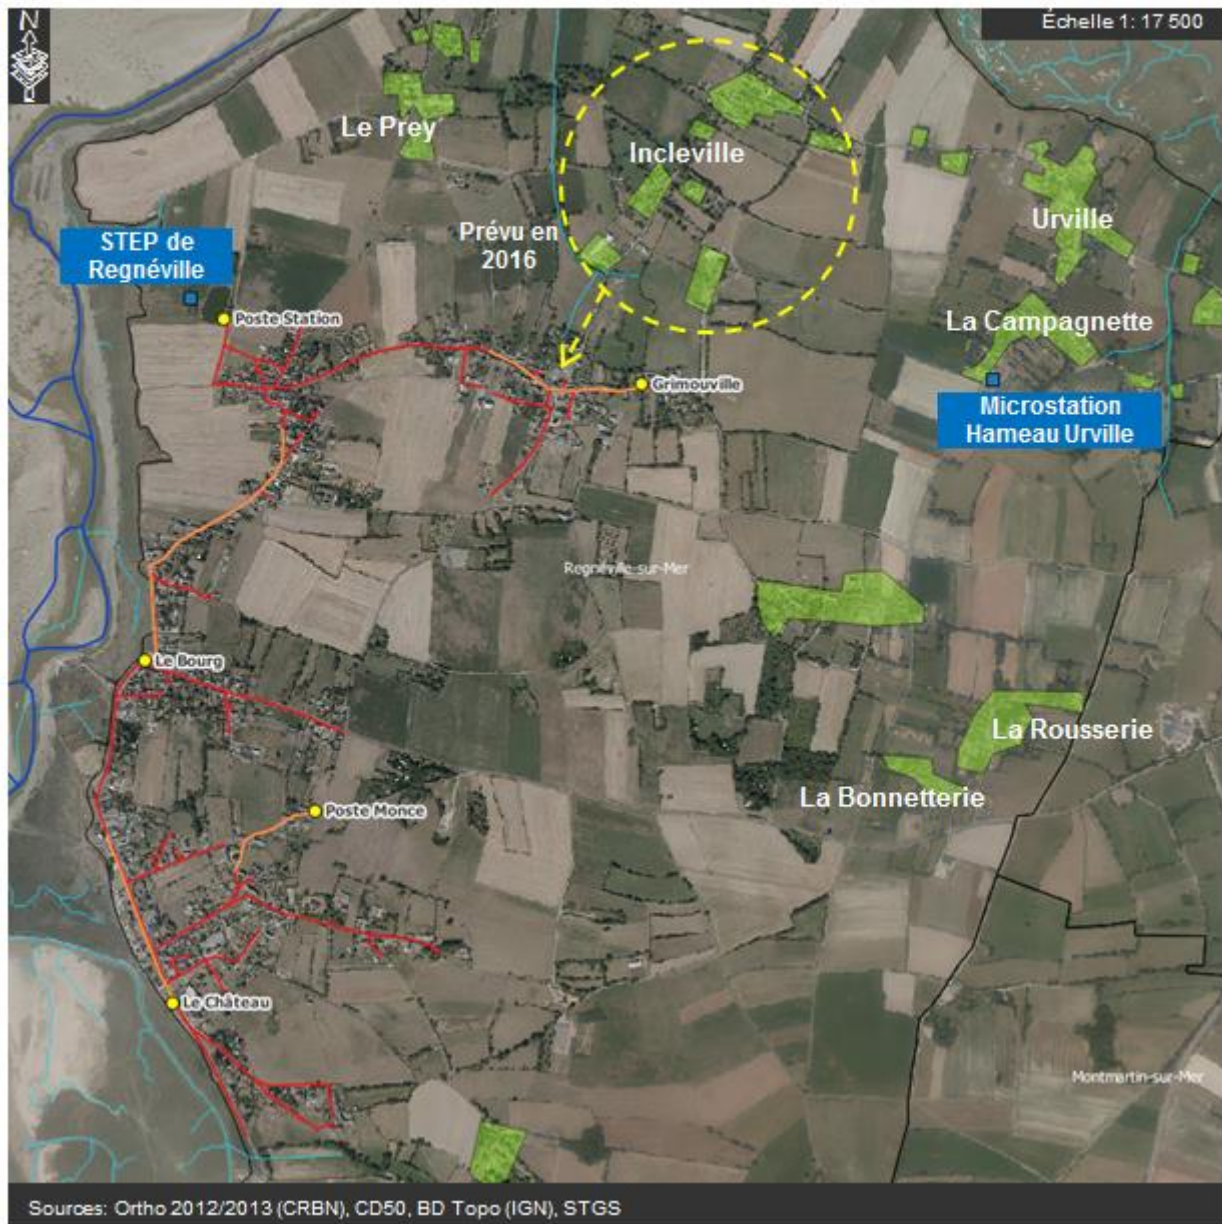 N
Échelle 1: 17 500
Le Prey
Incleville
Urville
Prévu en
2016
STEP de
Regnéville
Poste Station
La Campagnette
Grimouville
Microstation
Hameau Urville
Regnéville-sur-Mer
Le Bourg
La Rousserie
La Bonnetterie
Poste Monce
Le Château
Montmartin-sur-Mer
Sources: Ortho 2012/2013 (CRBN), CD50, BD Topo (IGN), STGS